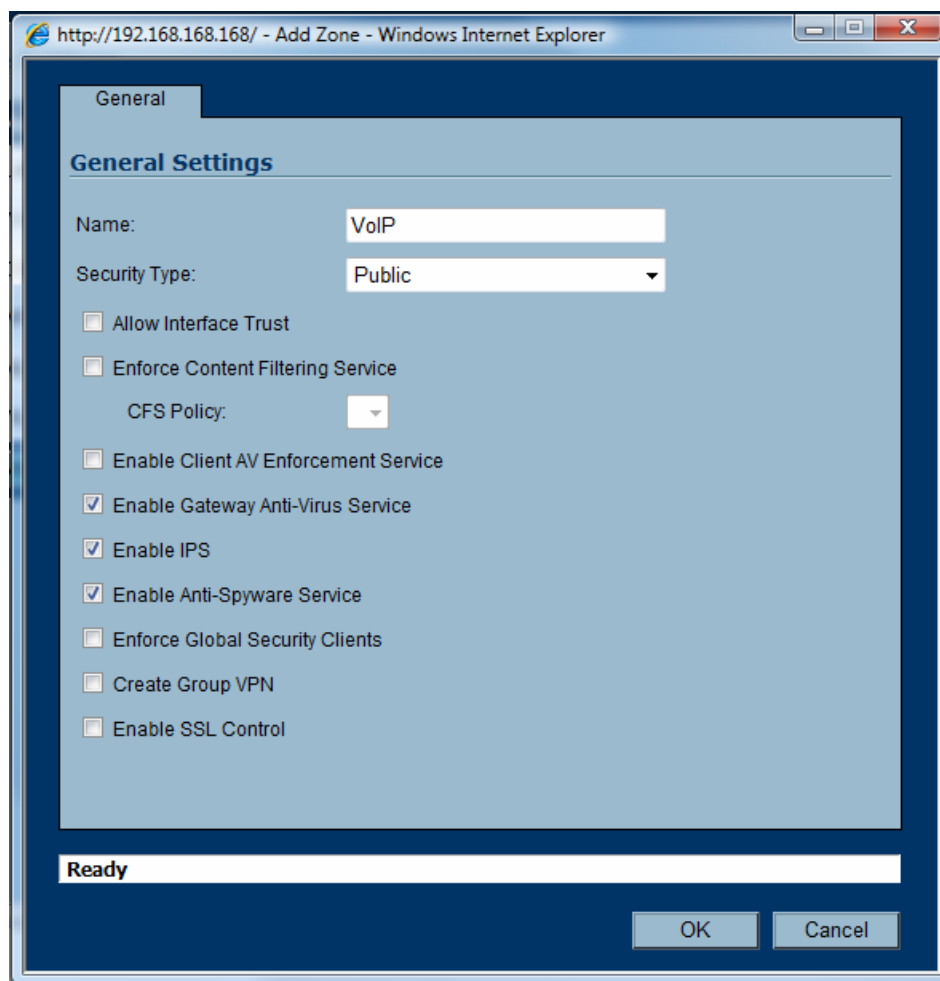 http://192.168.168.168/ - Add Zone - Windows Internet Explorer
General
General Settings
Name: VoIP
Security Type: Public
Allow Interface Trust
Enforce Content Filtering Service
CFS Policy:
Enable Client AV Enforcement Service
Enable Gateway Anti-Virus Service
Enable IPS
Enable Anti-Spyware Service
Enforce Global Security Clients
Create Group VPN
Enable SSL Control
Ready
OK Cancel